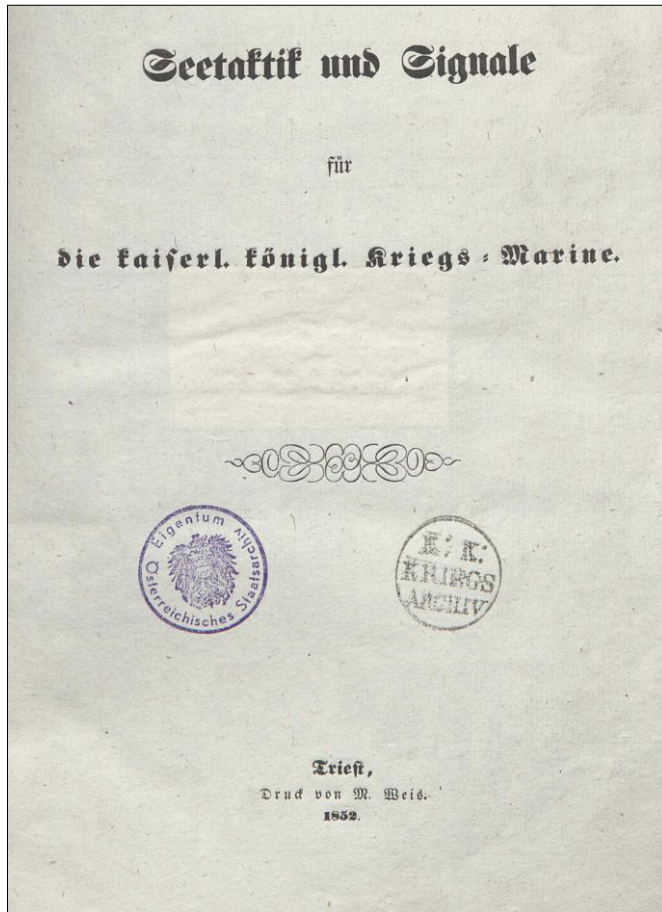 Seetaktik und Signale
für
die kaiserl. königl. Kriegs = Marine.
Eigentum
Österreichisches Staatsarchiv
K: K:
KRIEGS
ARCHIV
Triest,
Druck von M. Weis.
1852.